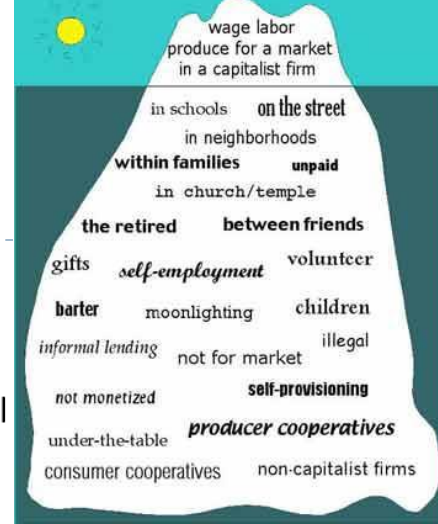 wage labor
produce for a market
in a capitalist firm
in schools on the street
in neighborhoods
within families unpaid
in church/temple
the retired between friends
gifts self-employment volunteer
barter moonlighting children
informal lending not for market illegal
not monetized self-provisioning
under-the-table producer cooperatives
consumer cooperatives non-capitalist firms